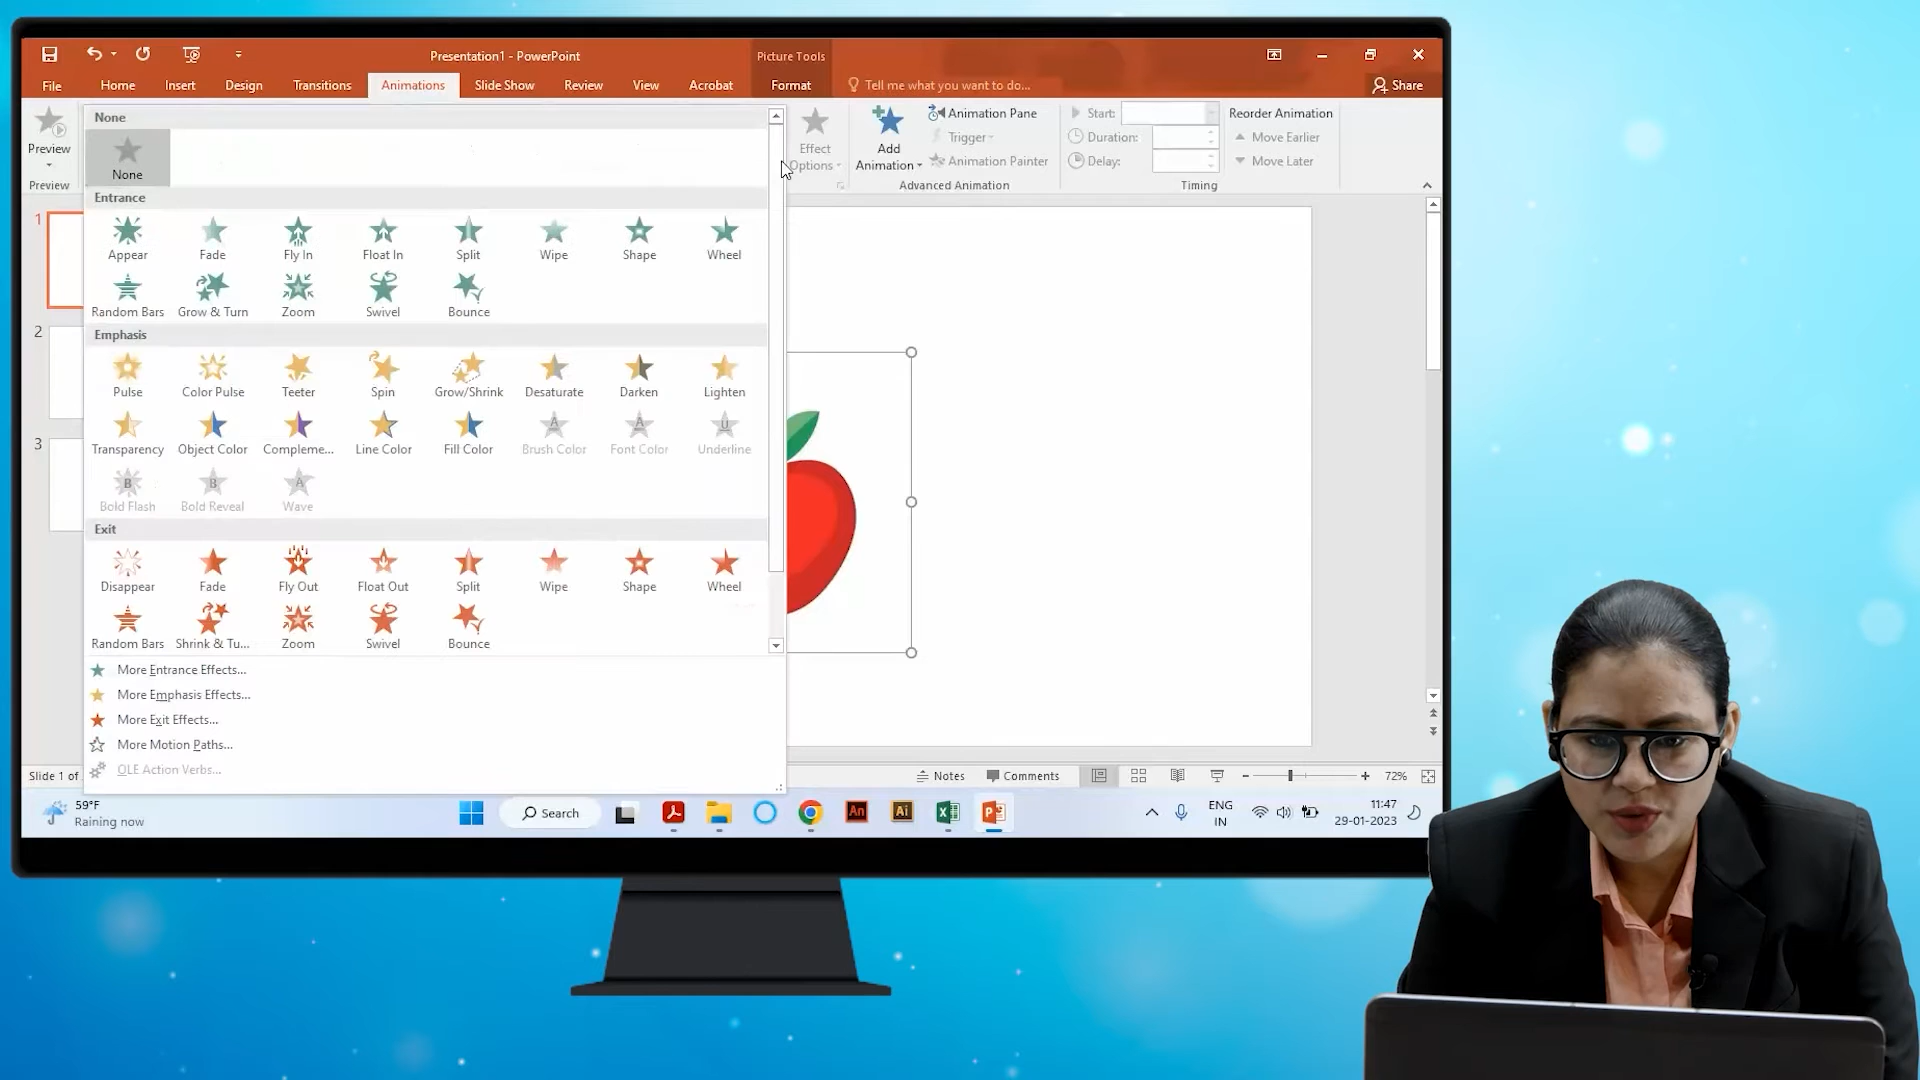 Presentation1 - PowerPoint
Picture Tools
File Home Insert Design Transitions Animations Slide Show Review View Acrobat Format Tell me what you want to do... Share
None
Preview
None
Preview
Effect Options
Add Animation
Animation Pane
Trigger
Animation Painter
Advanced Animation
Start:
Duration:
Delay:
Timing
Reorder Animation
Move Earlier
Move Later
Entrance
Appear Fade Fly In Float In Split Wipe Shape Wheel
Random Bars Grow & Turn Zoom Swivel Bounce
Emphasis
Pulse Color Pulse Teeter Spin Grow/Shrink Desaturate Darken Lighten
Transparency Object Color Compleme... Line Color Fill Color Brush Color Font Color Underline
Bold Flash Bold Reveal Wave
Exit
Disappear Fade Fly Out Float Out Split Wipe Shape Wheel
Random Bars Shrink & Tu... Zoom Swivel Bounce
More Entrance Effects...
More Emphasis Effects...
More Exit Effects...
More Motion Paths...
OLE Action Verbs...
1
2
3
Slide 1 of
Notes Comments 72%
59°F
Raining now
Search
An
Ai
ENG
IN
11:47
29-01-2023